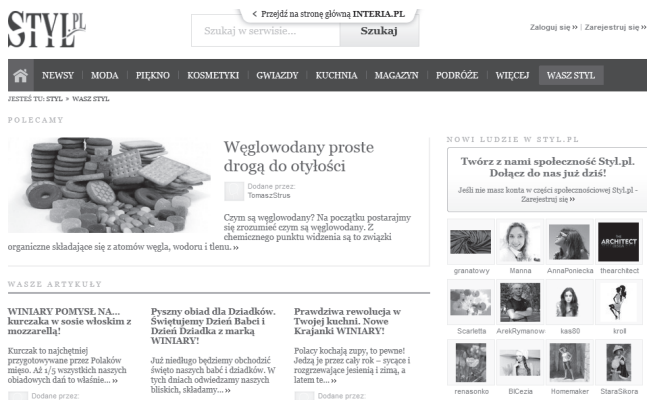 STYL.PL
< Przejdź na stronę główną INTERIA.PL
Szukaj w serwisie...
Szukaj
Zaloguj się » | Zarejestruj się »
NEWSY MODA PIĘKNO KOSMETYKI GWIAZDY KUCHNIA MAGAZYN PODRÓŻE WIĘCEJ WASZ STYL
JESTEŚ TU: STYL > WASZ STYL
POLECAMY
Węglowodany proste
drogą do otyłości
Dodane przez:
TomaszStrus
Czym są węglowodany? Na początku postarajmy
się zrozumieć czym są węglowodany. Z
chemicznego punktu widzenia są to związki
organiczne składające się z atomów węgla, wodoru i tlenu. »
WASZE ARTYKUŁY
WINIARY POMYSŁ NA...
kurczaka w sosie włoskim z
mozzarellą!
Kurczak to najchętniej
przygotowywane przez Polaków
mięso. Aż 1/5 wszystkich naszych
obiadowych dań to właśnie... »
Dodane przez:
Pyszny obiad dla Dziadków.
Świętujemy Dzień Babci i
Dzień Dziadka z marką
WINIARY!
Już niedługo będziemy obchodzić
święto naszych babć i dziadków. W
tych dniach odwiedzamy naszych
bliskich, składamy... »
Prawdziwa rewolucja w
Twojej kuchni. Nowe
Krajanki WINIARY!
Polacy kochają zupy, to pewne!
Jedzą je przez cały rok – sycące i
rozgrzewające jesienią i zimą, a
latem te... »
Dodane przez:
NOWI LUDZIE W STYL.PL
Twórz z nami społeczność Styl.pl.
Dołącz do nas już dziś!
Jeśli nie masz konta w części społecznościowej Styl.pl -
Zarejestruj się »
THE
ARCHITECT
granatowy Manna AnnaPoniecka thearchitect
Scarletta ArekRymanow kas80 kroll
renasonko BlCezia Homemaker StaraSikora